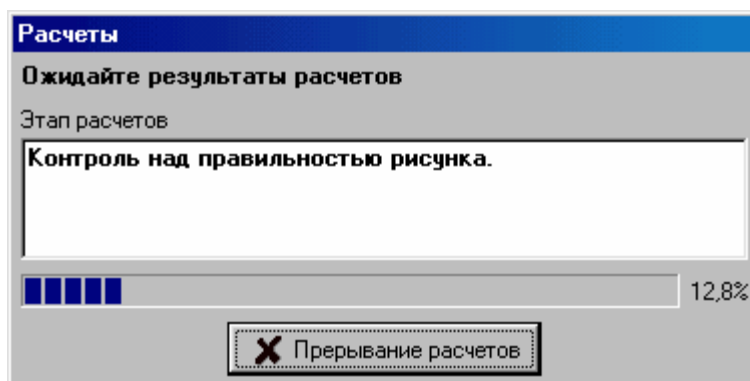 Расчеты
Ожидайте результаты расчетов
Этап расчетов
Контроль над правильностью рисунка.
12,8%
Прерывание расчетов